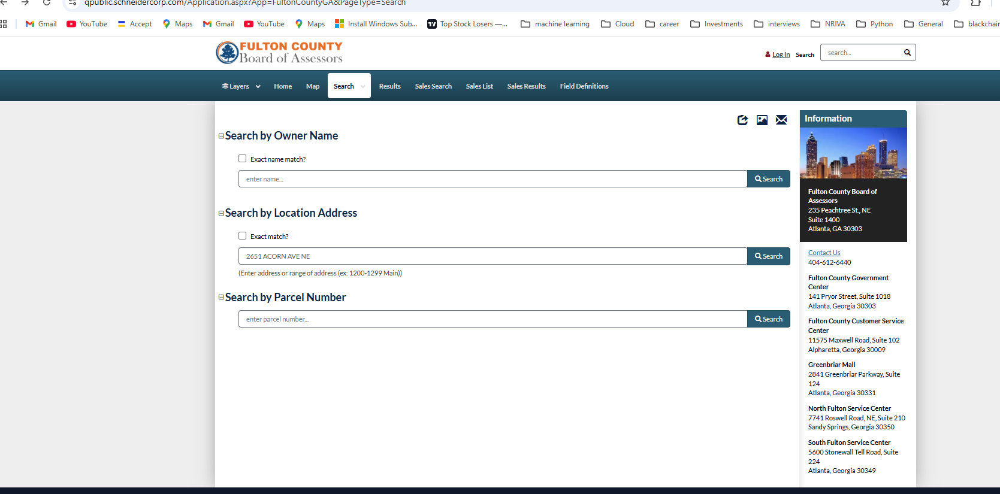 qpublic.schneidercorp.com/Application.aspx?App=FultonCountyGA&PageType=Search
Gmail YouTube Accept Maps Gmail YouTube Maps Install Windows Sub... Top Stock Losers —... machine learning Cloud career Investments interviews NRIVA Python General blackchain
FULTON COUNTY
Board of Assessors
Log In Search search...
Layers Home Map Search Results Sales Search Sales List Sales Results Field Definitions
Search by Owner Name
Exact name match?
enter name... Search
Search by Location Address
Exact match?
2651 ACORN AVE NE Search
(Enter address or range of address (ex: 1200-1299 Main))
Search by Parcel Number
enter parcel number... Search
Information
Fulton County Board of
Assessors
235 Peachtree St., NE
Suite 1400
Atlanta, GA 30303
Contact Us
404-612-6440
Fulton County Government
Center
141 Pryor Street, Suite 1018
Atlanta, Georgia 30303
Fulton County Customer Service
Center
11575 Maxwell Road, Suite 102
Alpharetta, Georgia 30009
Greenbriar Mall
2841 Greenbriar Parkway, Suite
124
Atlanta, Georgia 30331
North Fulton Service Center
7741 Roswell Road, NE, Suite 210
Sandy Springs, Georgia 30350
South Fulton Service Center
5600 Stonewall Tell Road, Suite
224
Atlanta, Georgia 30349